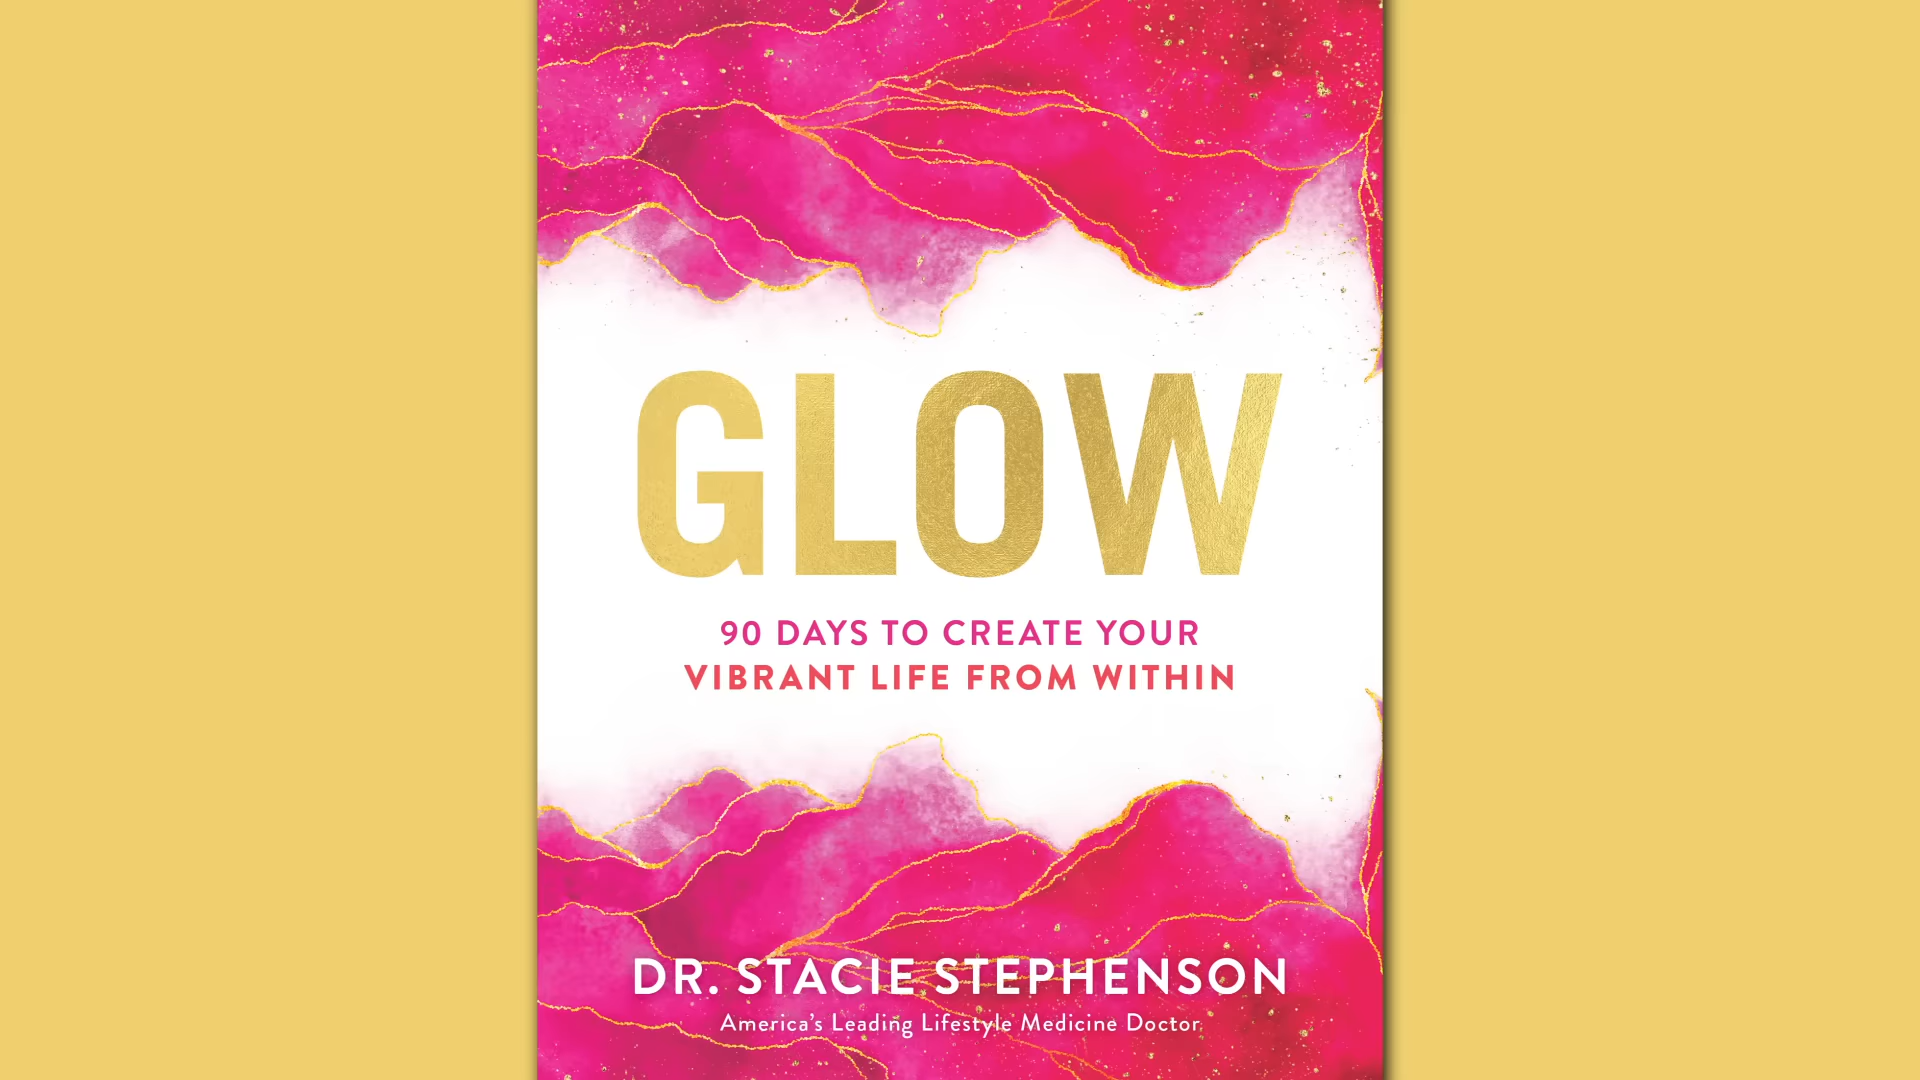 GLOW
90 DAYS TO CREATE YOUR
VIBRANT LIFE FROM WITHIN
DR. STACIE STEPHENSON
America's Leading Lifestyle Medicine Doctor